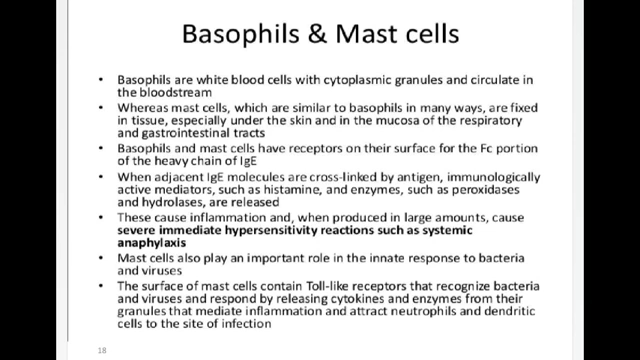 Basophils & Mast cells
• Basophils are white blood cells with cytoplasmic granules and circulate in
the bloodstream
• Whereas mast cells, which are similar to basophils in many ways, are fixed
in tissue, especially under the skin and in the mucosa of the respiratory
and gastrointestinal tracts
• Basophils and mast cells have receptors on their surface for the Fc portion
of the heavy chain of IgE
• When adjacent IgE molecules are cross-linked by antigen, immunologically
active mediators, such as histamine, and enzymes, such as peroxidases
and hydrolases, are released
• These cause inflammation and, when produced in large amounts, cause
severe immediate hypersensitivity reactions such as systemic
anaphylaxis
• Mast cells also play an important role in the innate response to bacteria
and viruses
• The surface of mast cells contain Toll-like receptors that recognize bacteria
and viruses and respond by releasing cytokines and enzymes from their
granules that mediate inflammation and attract neutrophils and dendritic
cells to the site of infection
18